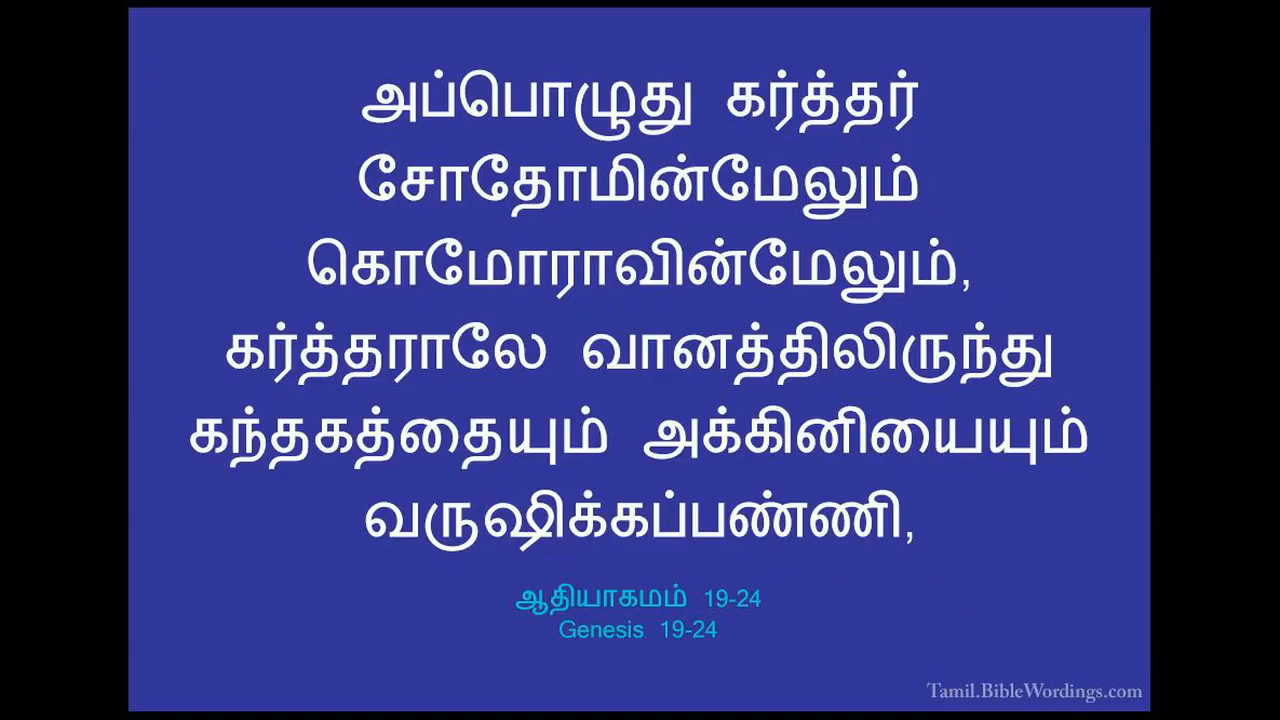 அப்பொழுது கர்த்தர்
சோதோமின்மேலும்
கொமோராவின்மேலும்,
கர்த்தராலே வானத்திலிருந்து
கந்தகத்தையும் அக்கினியையும்
வருஷிக்கப்பண்ணி,
ஆதியாகமம் 19-24
Genesis 19-24
Tamil.BibleWordings.com